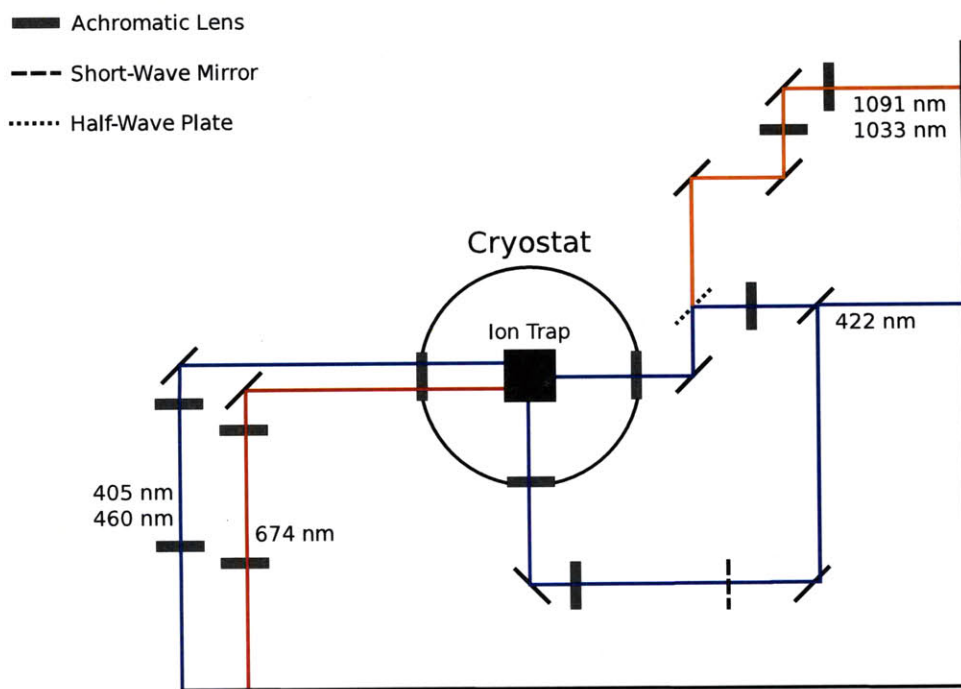 Achromatic Lens
Short-Wave Mirror
Half-Wave Plate
1091 nm
1033 nm
Cryostat
Ion Trap
422 nm
405 nm
460 nm
674 nm